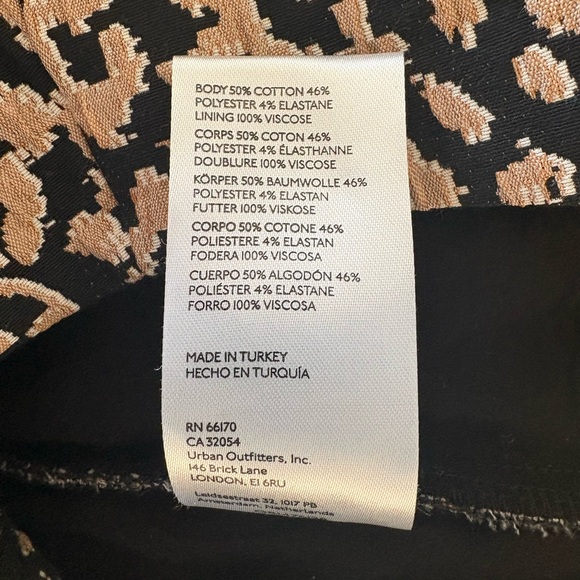 BODY 50% COTTON 46%
POLYESTER 4% ELASTANE
LINING 100% VISCOSE
CORPS 50% COTON 46%
POLYESTER 4% ÉLASTHANNE
DOUBLURE 100% VISCOSE
KÖRPER 50% BAUMWOLLE 46%
POLYESTER 4% ELASTAN
FUTTER 100% VISKOSE
CORPO 50% COTONE 46%
POLIESTERE 4% ELASTAN
FODERA 100% VISCOSA
CUERPO 50% ALGODÓN 46%
POLIÉSTER 4% ELASTANE
FORRO 100% VISCOSA
MADE IN TURKEY
HECHO EN TURQUÍA
RN 66170
CA 32054
Urban Outfitters, Inc.
146 Brick Lane
LONDON, E1 6RU
Leidsestraat 32, 1017 PB
Amsterdam, Netherlands